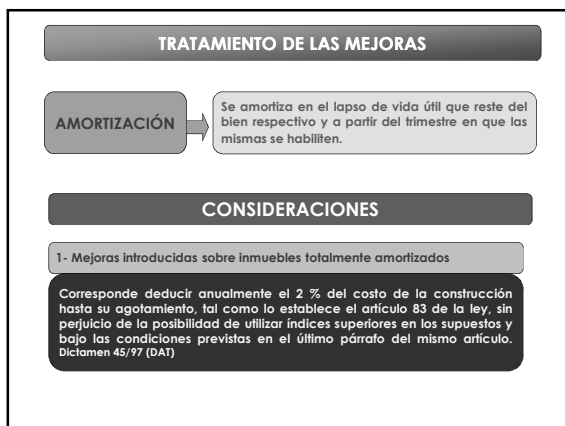 TRATAMIENTO DE LAS MEJORAS
AMORTIZACIÓN
Se amortiza en el lapso de vida útil que reste del
bien respectivo y a partir del trimestre en que las
mismas se habiliten.
CONSIDERACIONES
1- Mejoras introducidas sobre inmuebles totalmente amortizados
Corresponde deducir anualmente el 2 % del costo de la construcción
hasta su agotamiento, tal como lo establece el artículo 83 de la ley, sin
perjuicio de la posibilidad de utilizar índices superiores en los supuestos y
bajo las condiciones previstas en el último párrafo del mismo artículo.
Dictamen 45/97 (DAT)